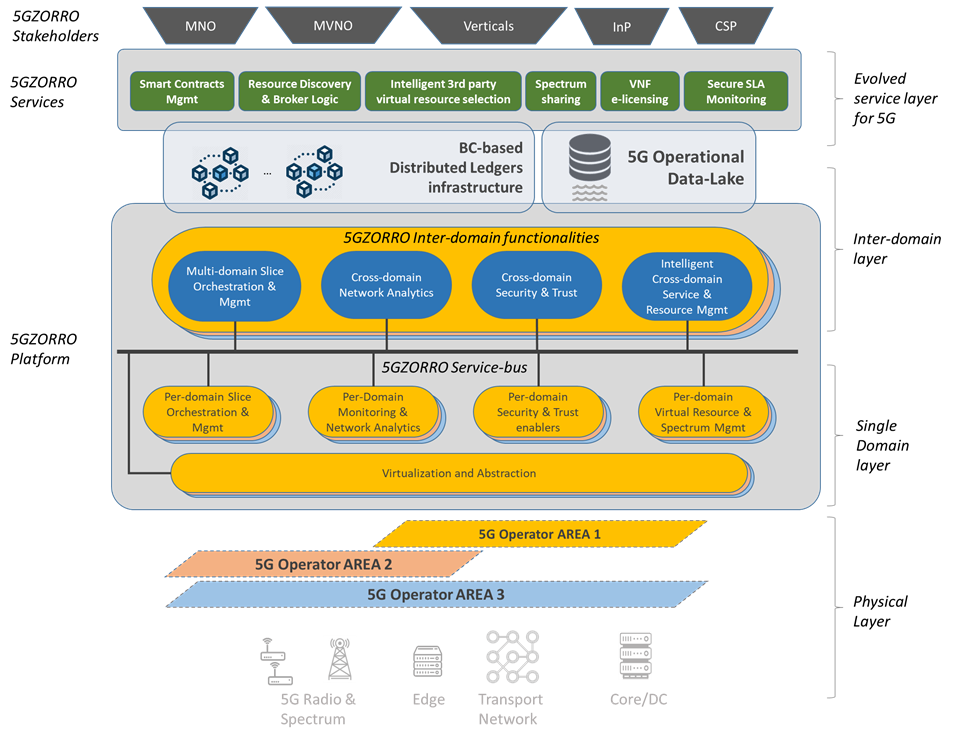 5GZORRO
Stakeholders
MNO
MVNO
Verticals
InP
CSP
5GZORRO
Services
Smart Contracts
Mgmt
Resource Discovery
& Broker Logic
Intelligent 3rd party
virtual resource selection
Spectrum
sharing
VNF
e-licensing
Secure SLA
Monitoring
Evolved
service layer
for 5G
...
BC-based
Distributed Ledgers
infrastructure
5G Operational
Data-Lake
5GZORRO Inter-domain functionalities
Multi-domain Slice
Orchestration &
Mgmt
Cross-domain
Network Analytics
Cross-domain
Security & Trust
Intelligent
Cross-domain
Service &
Resource Mgmt
Inter-domain
layer
5GZORRO
Platform
5GZORRO Service-bus
Per-domain Slice
Orchestration &
Mgmt
Per-Domain
Monitoring &
Network Analytics
Per-domain
Security & Trust
enablers
Per-domain
Virtual Resource &
Spectrum Mgmt
Virtualization and Abstraction
Single
Domain
layer
5G Operator AREA 1
5G Operator AREA 2
5G Operator AREA 3
Physical
Layer
5G Radio &
Spectrum
Edge
Transport
Network
Core/DC